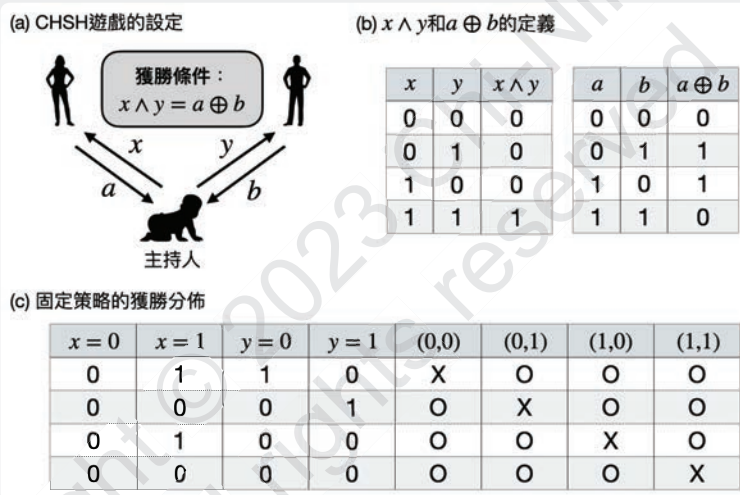 (a) CHSH遊戲的設定
獲勝條件：
x ∧ y = a ⊕ b
x
y
a
b
主持人
(b) x ∧ y和a ⊕ b的定義
x y x ∧ y
0 0 0
0 1 0
1 0 0
1 1 1
a b a ⊕ b
0 0 0
0 1 1
1 0 1
1 1 0
(c) 固定策略的獲勝分佈
x = 0 x = 1 y = 0 y = 1 (0,0) (0,1) (1,0) (1,1)
0 1 1 0 X O O O
0 0 0 1 O X O O
0 1 0 0 O O X O
0 0 0 0 O O O X
© 2023
rights reserved